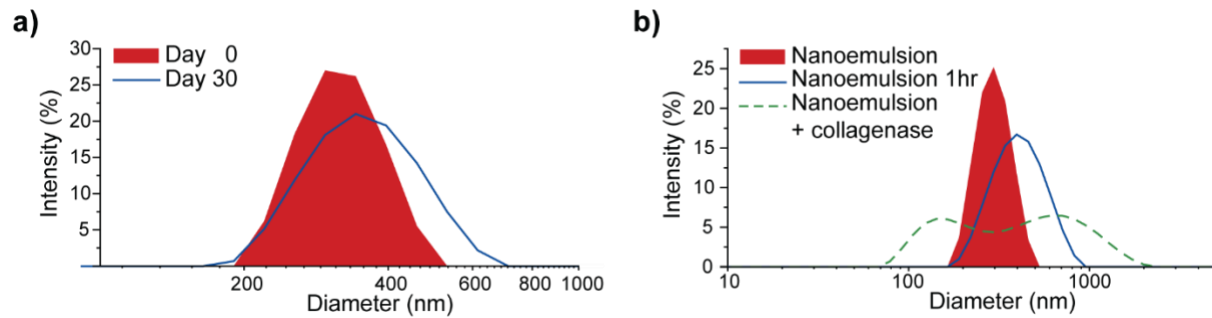 a)
30
25
20
15
10
5
Intensity (%)
Day 0
Day 30
200 400 600 800 1000
Diameter (nm)
b)
25
20
15
10
5
0
Intensity (%)
Nanoemulsion
Nanoemulsion 1hr
Nanoemulsion
+ collagenase
10 100 1000
Diameter (nm)